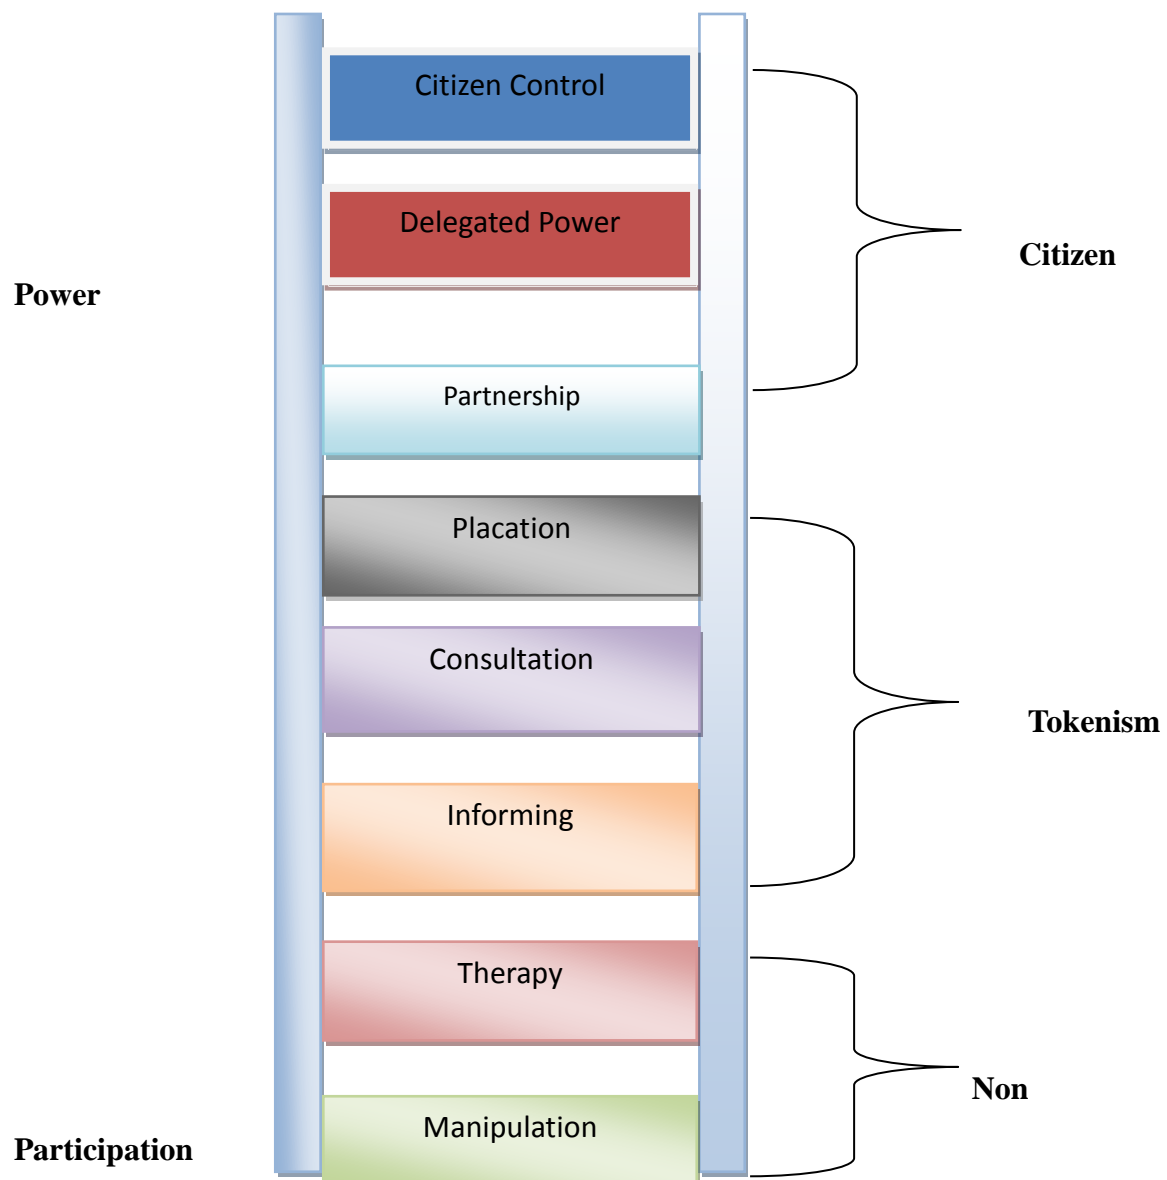 Citizen Control
Delegated Power
Citizen
Power
Partnership
Placation
Consultation
Tokenism
Informing
Therapy
Non
Manipulation
Participation